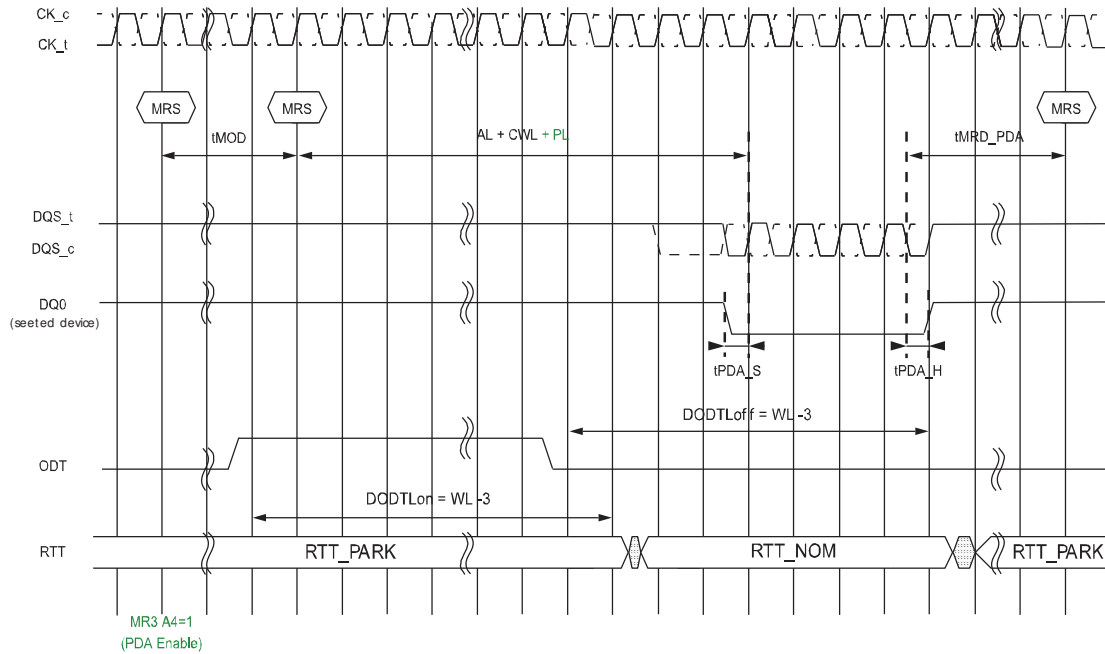 CK_c
CK_t
MRS
MRS
MRS
tMOD
AL + CWL + PL
tMRD_PDA
DQS_t
DQS_c
DQ0
(seeted device)
tPDA_S
tPDA_H
DODTLoff = WL-3
ODT
DODTLon = WL-3
RTT
RTT_PARK
RTT_NOM
RTT_PARK
MR3 A4=1
(PDA Enable)